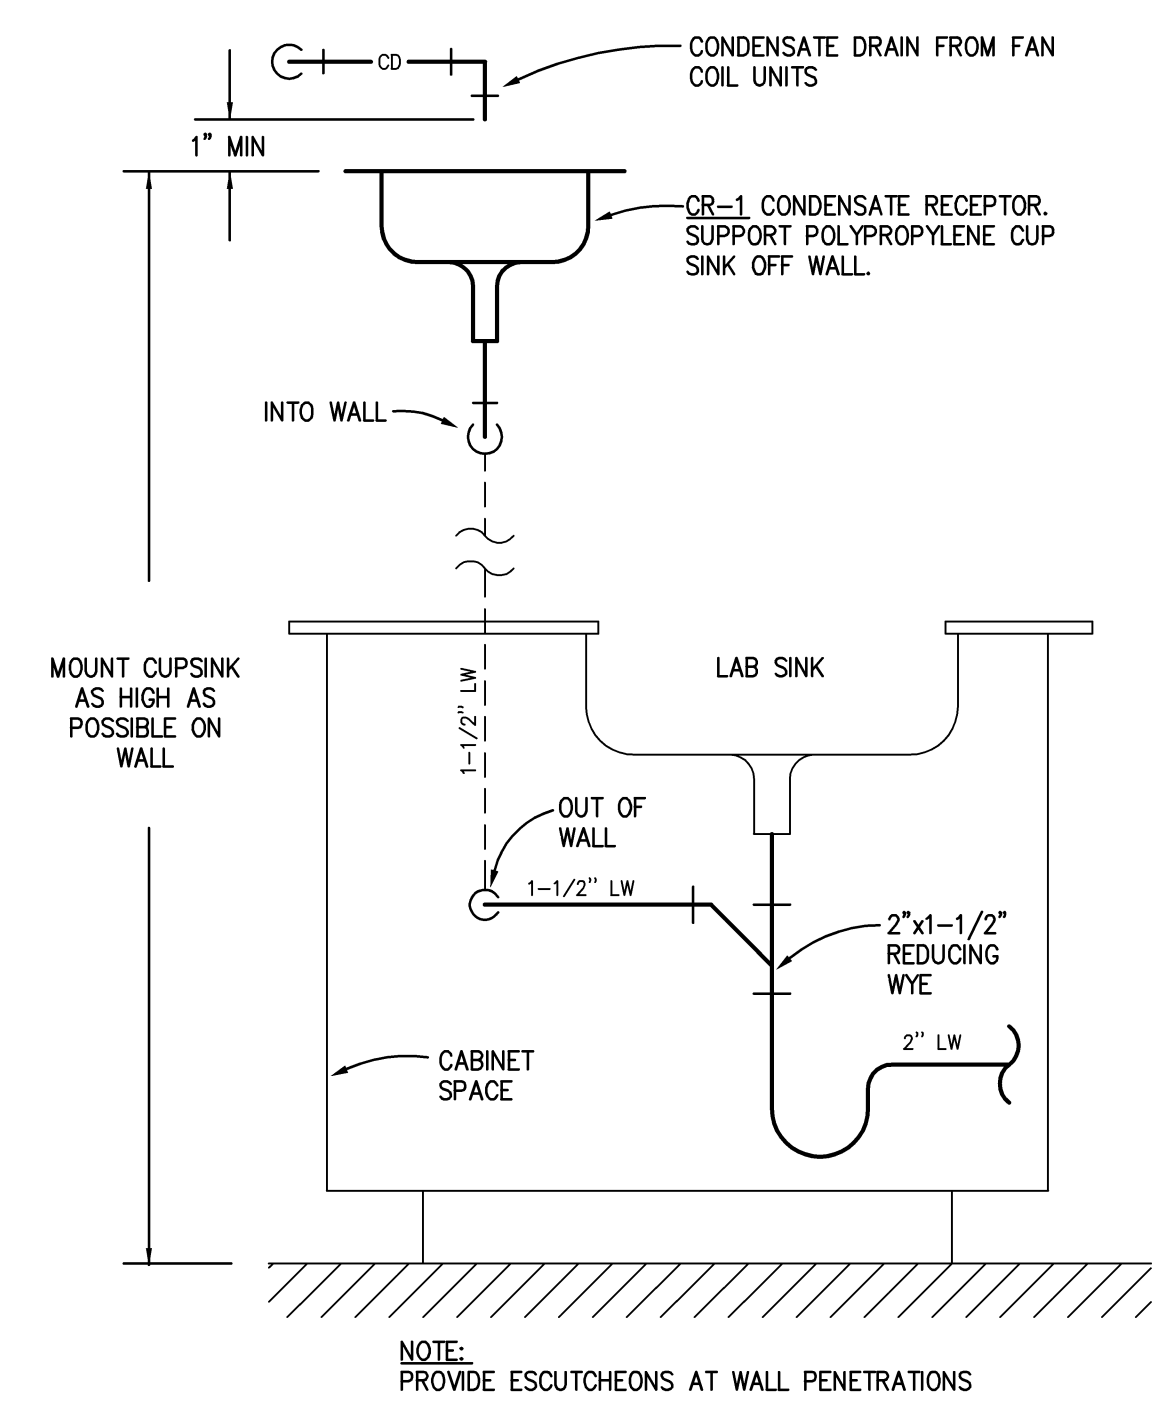 CONDENSATE DRAIN FROM FAN
COIL UNITS
CD
1" MIN
CR-1 CONDENSATE RECEPTOR.
SUPPORT POLYPROPYLENE CUP
SINK OFF WALL.
INTO WALL
MOUNT CUPSINK
AS HIGH AS
POSSIBLE ON
WALL
LAB SINK
1-1/2" LW
OUT OF
WALL
1-1/2" LW
2"x1-1/2"
REDUCING
WYE
2" LW
CABINET
SPACE
NOTE:
PROVIDE ESCUTCHEONS AT WALL PENETRATIONS